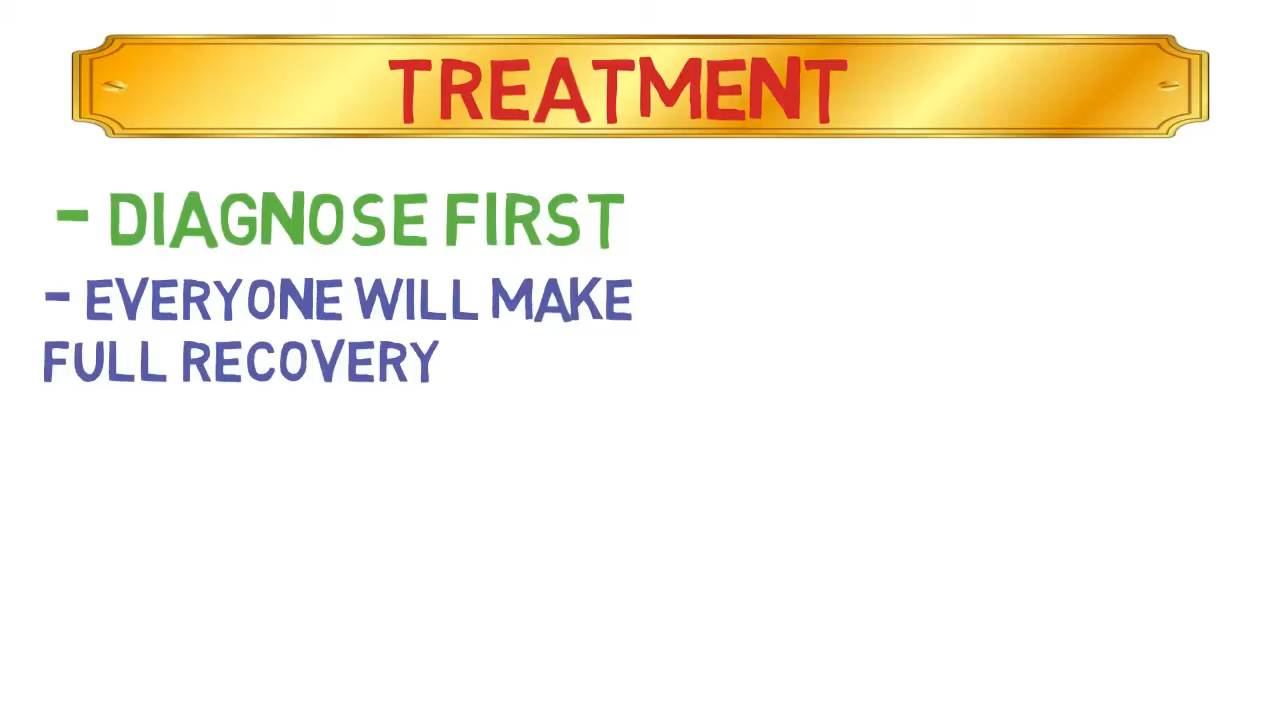 TREATMENT
- DIAGNOSE FIRST
- EVERYONE WILL MAKE
FULL RECOVERY